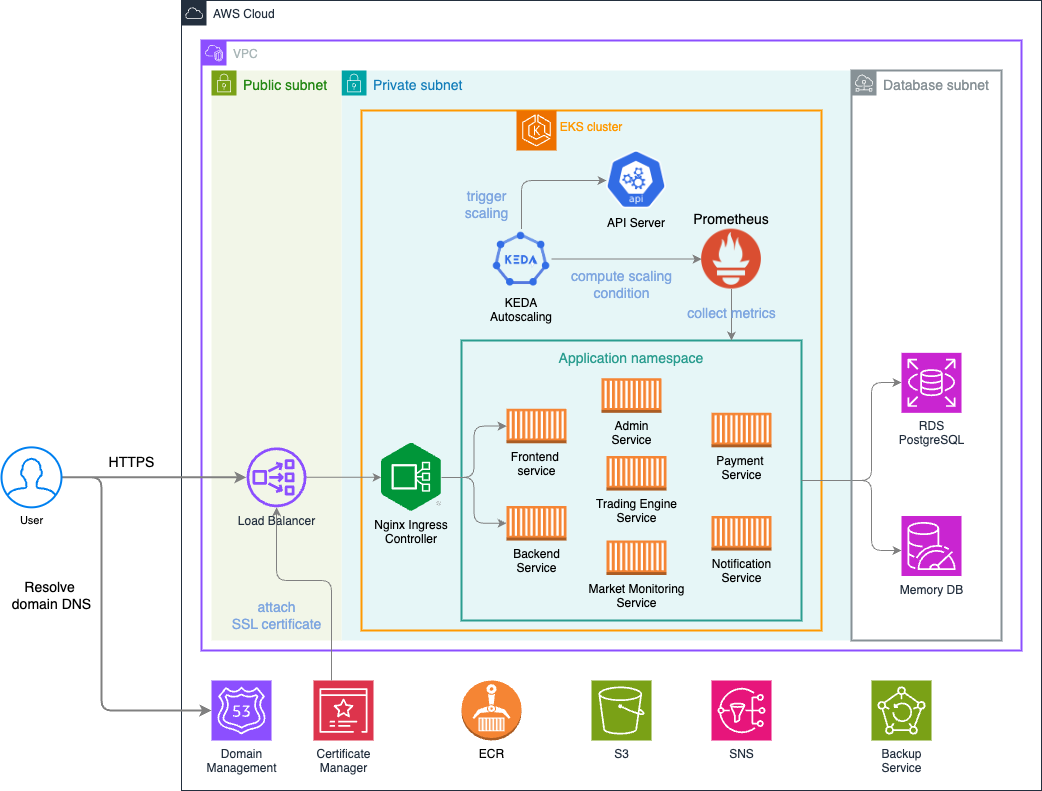 AWS Cloud
VPC
Public subnet
Private subnet
Database subnet
EKS cluster
trigger
scaling
api
API Server
Prometheus
KEDA
KEDA
Autoscaling
compute scaling
condition
collect metrics
Application namespace
Admin
Service
Frontend
service
Payment
Service
Trading Engine
Service
Backend
Service
Notification
Service
Market Monitoring
Service
RDS
PostgreSQL
Memory DB
HTTPS
User
Load Balancer
Nginx Ingress
Controller
Resolve
domain DNS
attach
SSL certificate
53
Domain
Management
Certificate
Manager
ECR
S3
SNS
Backup
Service